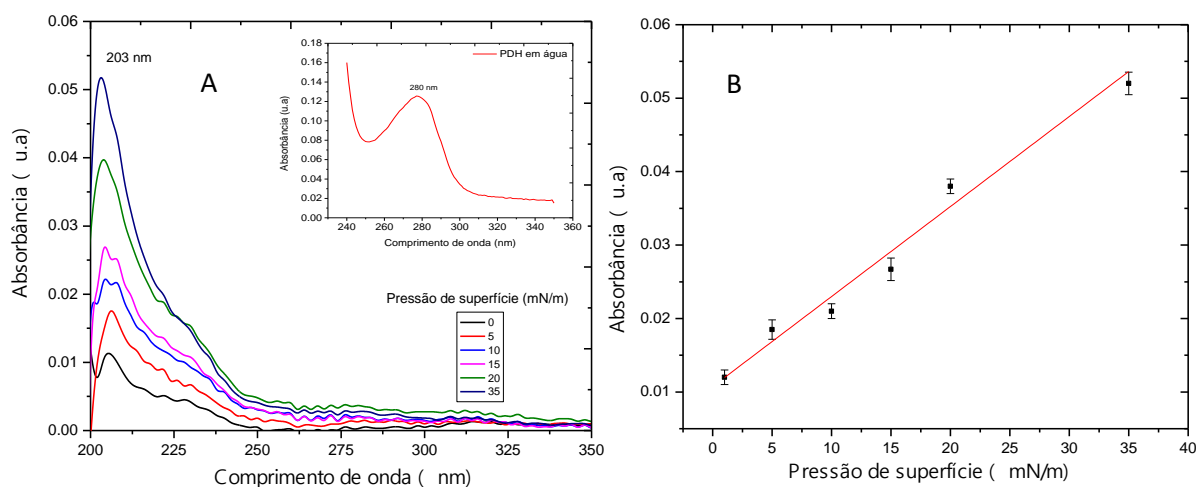 0.06
0.05
0.04
0.03
0.02
0.01
0.00
Absorbância ( u.a)
203 nm
A
0.18
0.16
0.14
0.12
0.10
0.08
0.06
0.04
0.02
0.00
Absorbância (u.a)
PDH em água
280 nm
240 260 280 300 320 340 360
Comprimento de onda (nm)
Pressão de superfície (mN/m)
0
5
10
15
20
35
200 225 250 275 300 325 350
Comprimento de onda ( nm)
0.06
0.05
0.04
0.03
0.02
0.01
Absorbância ( u.a)
B
0 5 10 15 20 25 30 35 40
Pressão de superfície ( mN/m)